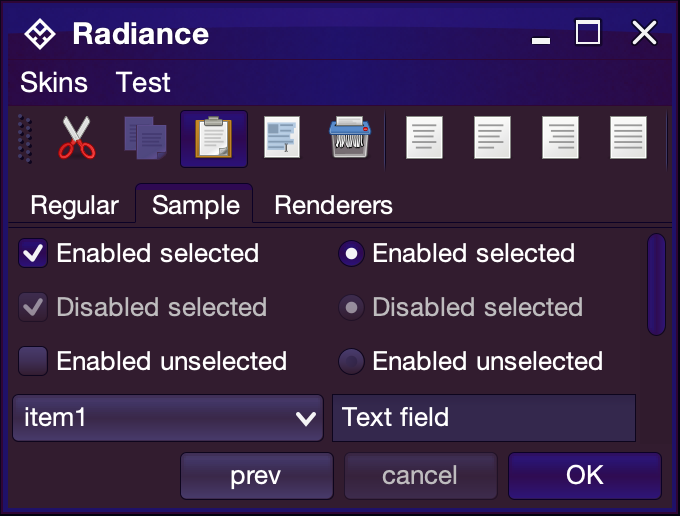 Radiance
Skins Test
Regular Sample Renderers
Enabled selected Enabled selected
Disabled selected Disabled selected
Enabled unselected Enabled unselected
item1 Text field
prev cancel OK